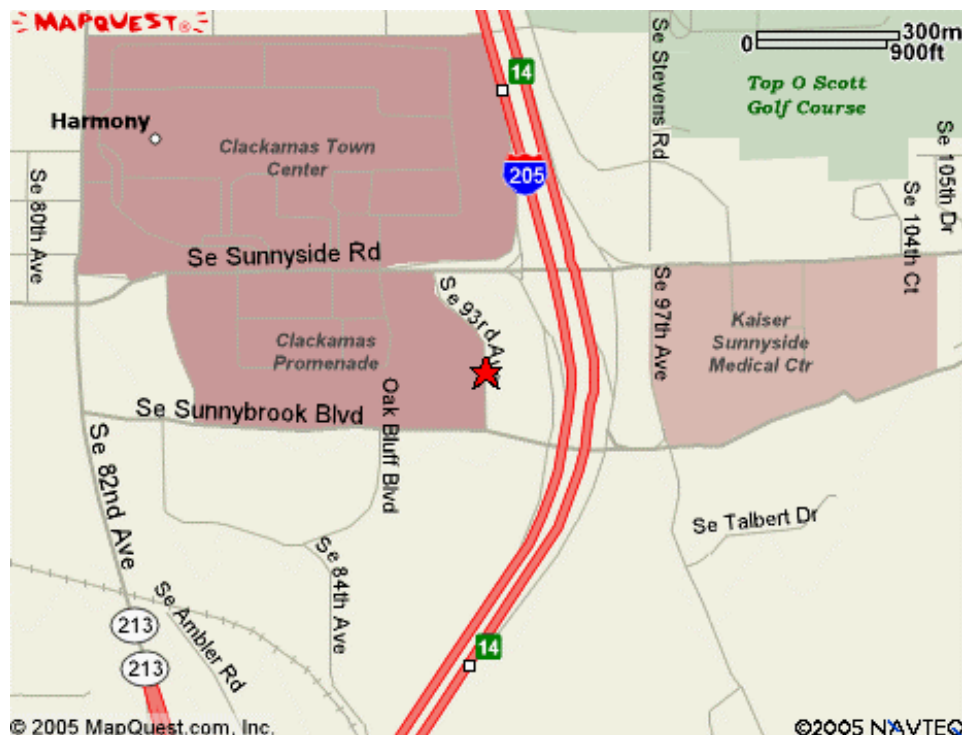 MAPQUEST®
14
Se Stevens Rd
0 300m
900ft
Top O Scott
Golf Course
Harmony
Clackamas Town
Center
205
Se 80th Ave
Se 105th Dr
Se 104th Ct
Se Sunnyside Rd
Se 93rd Ave
Se 97th Ave
Kaiser
Sunnyside
Medical Ctr
Clackamas
Promenade
Se Sunnybrook Blvd
Oak Bluff Blvd
Se 82nd Ave
Se Talbert Dr
Se 84th Ave
Se Ambler Rd
213
14
213
© 2005 MapQuest.com, Inc.
©2005 NAVTEQ